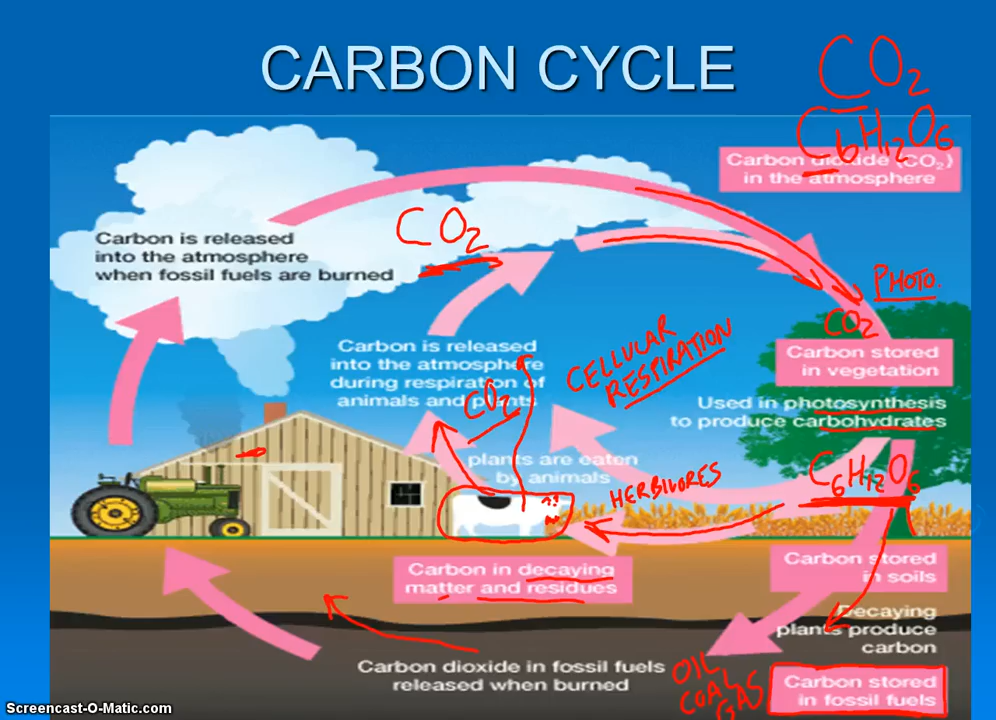 CARBON CYCLE
CO2
C6H12O6
Carbon dioxide (CO2)
in the atmosphere
CO2
Carbon is released
into the atmosphere
when fossil fuels are burned
PHOTO.
CO2
Carbon is released
into the atmosphere
during respiration of
animals and plants
CELLULAR
RESPIRATION
Carbon stored
in vegetation
CO2
Used in photosynthesis
to produce carbohydrates
plants are eaten
by animals
HERBIVORES
C6H12O6
Carbon in decaying
matter and residues
Carbon stored
in soils
Decaying
plants produce
carbon
Carbon dioxide in fossil fuels
released when burned
OIL
COAL
GAS
Carbon stored
in fossil fuels
Screencast-O-Matic.com